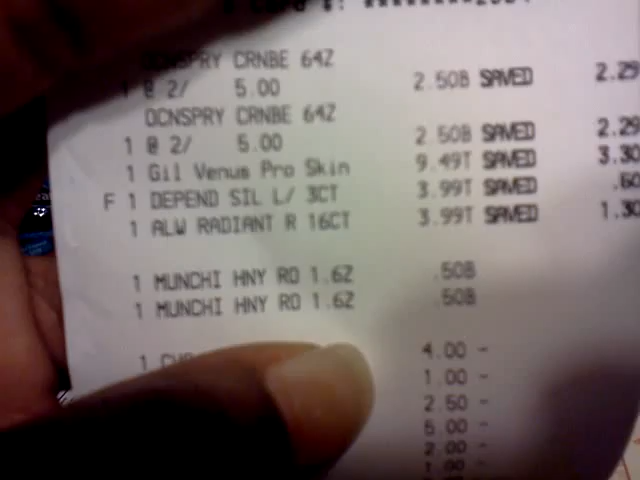 CRNBE 64Z
1 @ 2/ 5.00 2.50B SAVED 2.29
OCNSPRY CRNBE 64Z
1 @ 2/ 5.00 2.50B SAVED 2.29
1 Gil Venus Pro Skin 9.49T SAVED 3.30
F 1 DEPEND SIL L/ 3CT 3.99T SAVED .60
1 ALW RADIANT R 16CT 3.99T SAVED 1.30
1 MUNCHI HNY RO 1.6Z .50B
1 MUNCHI HNY RO 1.6Z .50B
1 4.00 -
1.00 -
2.50 -
5.00 -
2.00 -
1.00 -